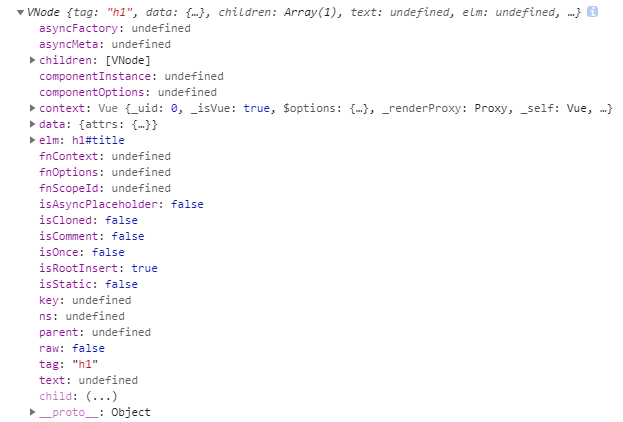 VNode {tag: "h1", data: {…}, children: Array(1), text: undefined, elm: undefined, …} i
asyncFactory: undefined
asyncMeta: undefined
children: [VNode]
componentInstance: undefined
componentOptions: undefined
context: Vue {_uid: 0, _isVue: true, $options: {…}, _renderProxy: Proxy, _self: Vue, …}
data: {attrs: {…}}
elm: h1#title
fnContext: undefined
fnOptions: undefined
fnScopeId: undefined
isAsyncPlaceholder: false
isCloned: false
isComment: false
isOnce: false
isRootInsert: true
isStatic: false
key: undefined
ns: undefined
parent: undefined
raw: false
tag: "h1"
text: undefined
child: (...)
__proto__: Object